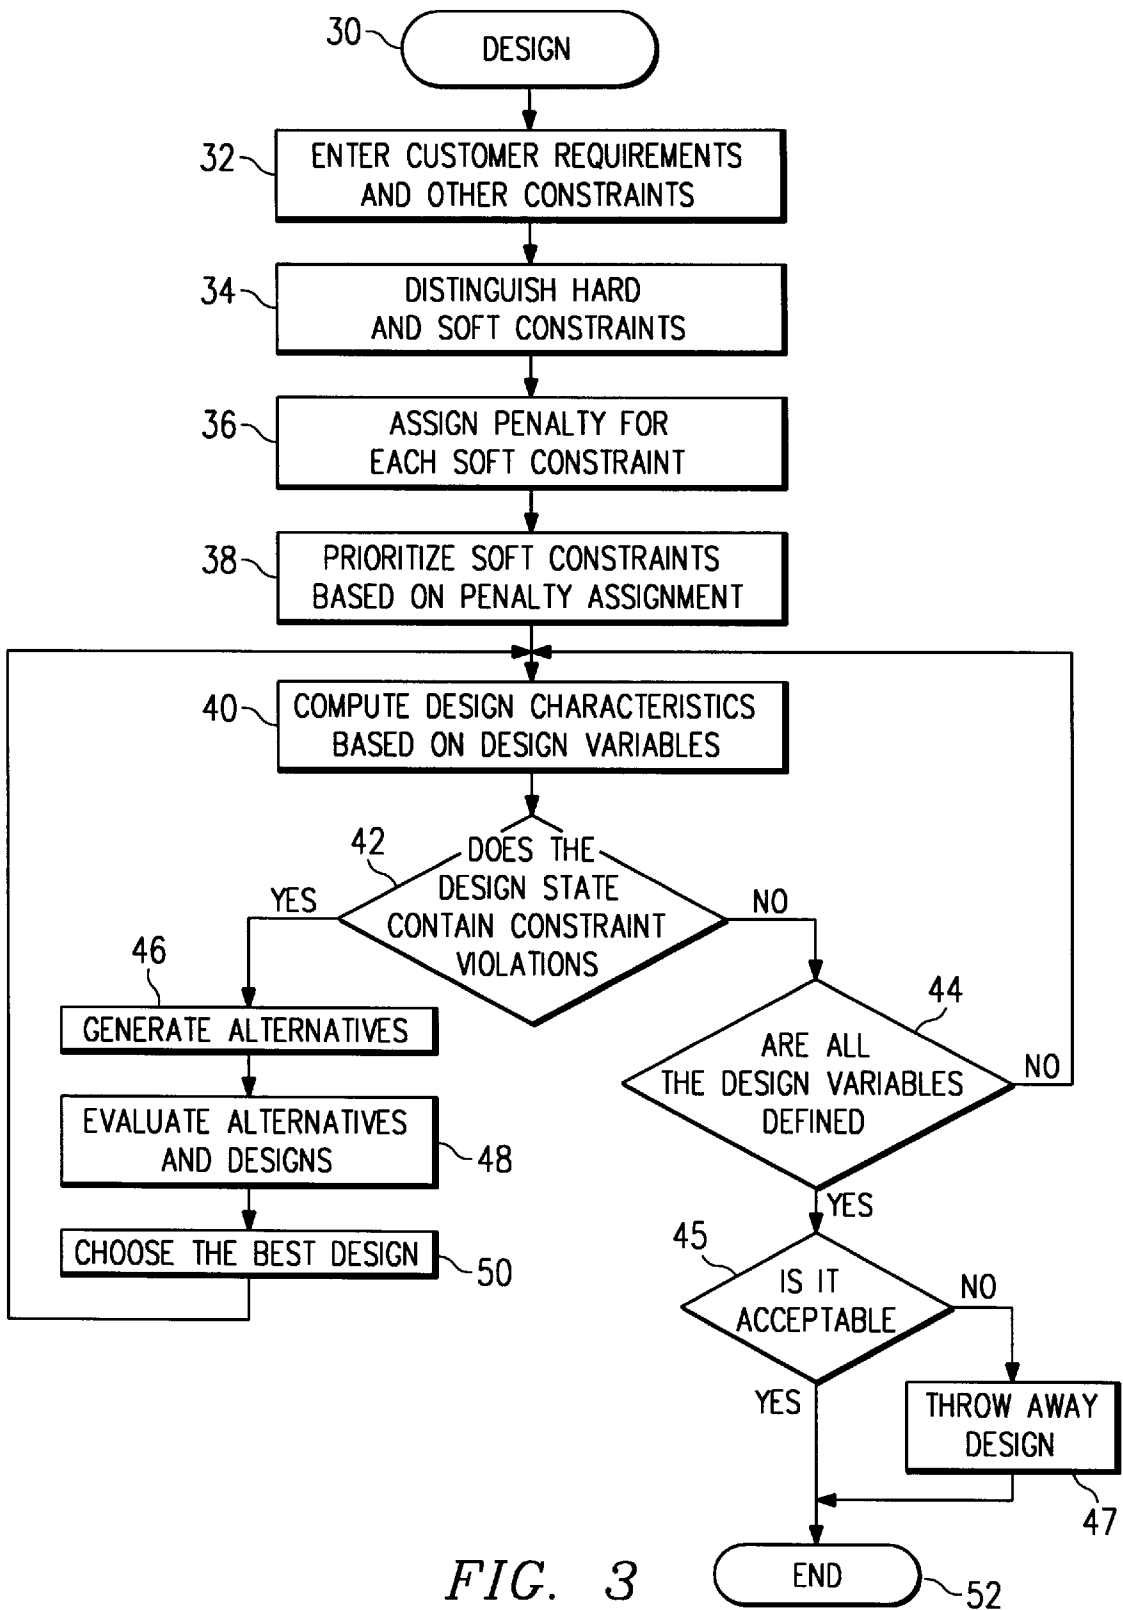 30
DESIGN
32
ENTER CUSTOMER REQUIREMENTS
AND OTHER CONSTRAINTS
34
DISTINGUISH HARD
AND SOFT CONSTRAINTS
36
ASSIGN PENALTY FOR
EACH SOFT CONSTRAINT
38
PRIORITIZE SOFT CONSTRAINTS
BASED ON PENALTY ASSIGNMENT
40
COMPUTE DESIGN CHARACTERISTICS
BASED ON DESIGN VARIABLES
42
DOES THE
DESIGN STATE
CONTAIN CONSTRAINT
VIOLATIONS
YES
NO
46
GENERATE ALTERNATIVES
EVALUATE ALTERNATIVES
AND DESIGNS
48
CHOOSE THE BEST DESIGN
50
44
ARE ALL
THE DESIGN VARIABLES
DEFINED
NO
YES
45
IS IT
ACCEPTABLE
NO
YES
THROW AWAY
DESIGN
47
END
52
FIG. 3